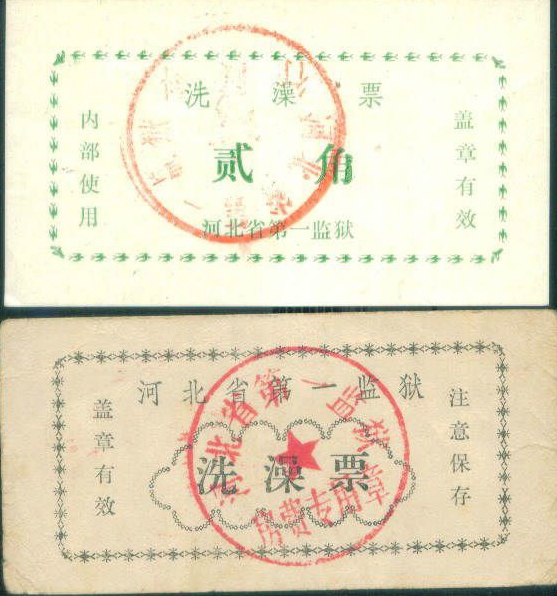 洗澡票
内部使用
贰角
盖章有效
河北省第一监狱
河北省第一监狱
盖章有效
洗澡票
注意保存
河北省第一监狱
房费专用章